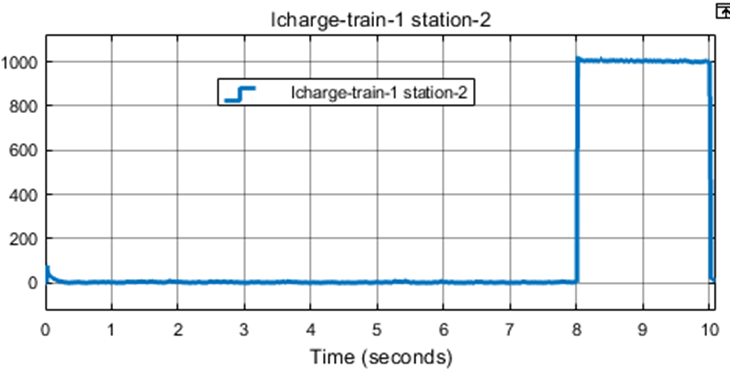 Icharge-train-1 station-2
1000
800
600
400
200
0
Icharge-train-1 station-2
0 1 2 3 4 5 6 7 8 9 10
Time (seconds)